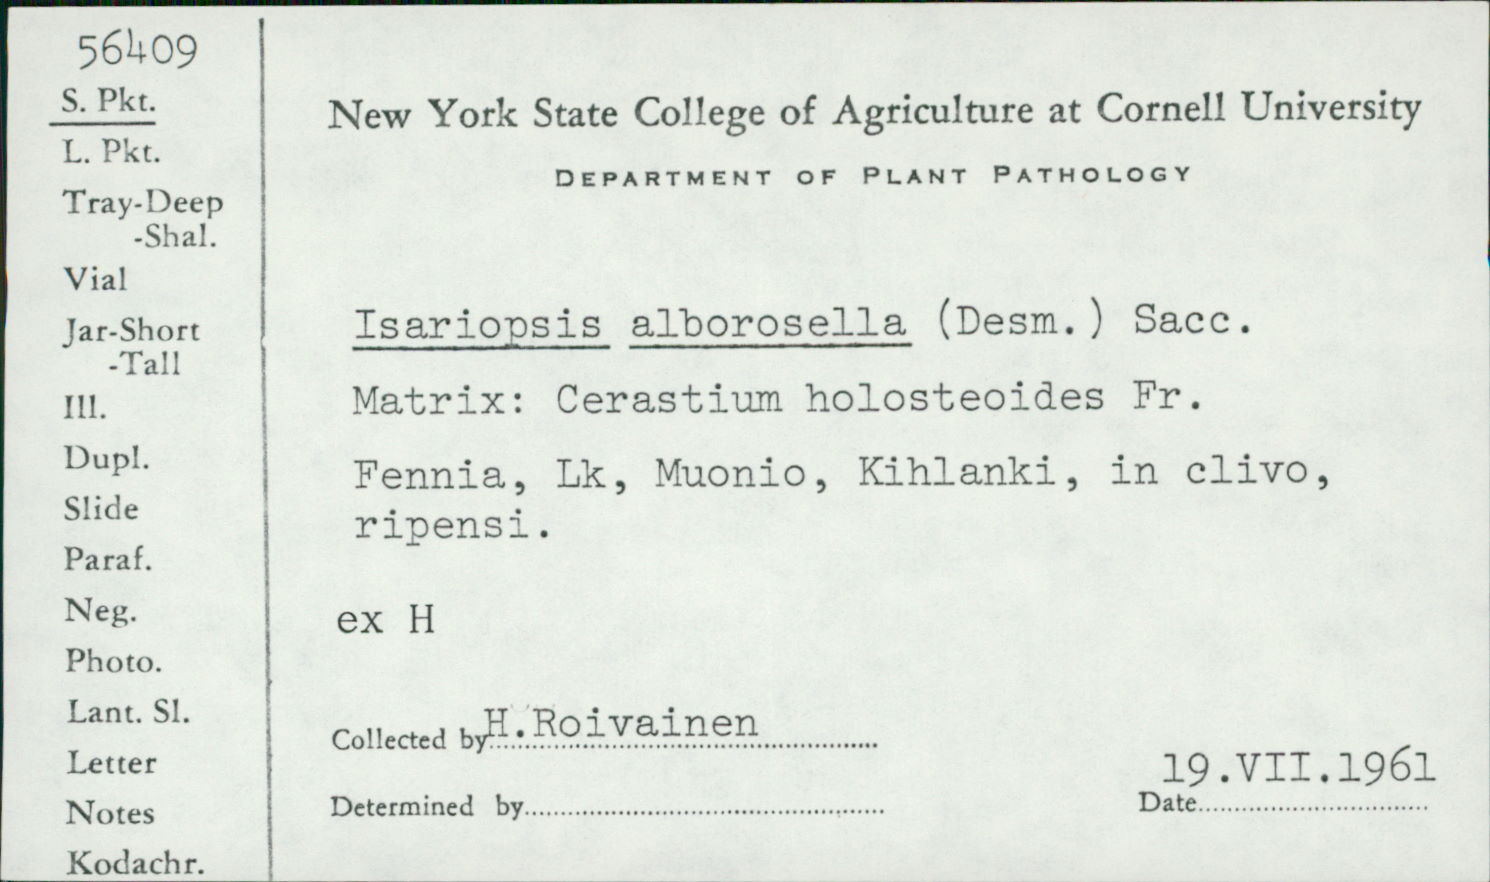 56409
S. Pkt.
L. Pkt.
Tray-Deep
-Shal.
Vial
Jar-Short
-Tall
Ill.
Dupl.
Slide
Paraf.
Neg.
Photo.
Lant. Sl.
Letter
Notes
Kodachr.
New York State College of Agriculture at Cornell University
DEPARTMENT OF PLANT PATHOLOGY
Isariopsis alborosella (Desm.) Sacc.
Matrix: Cerastium holosteoides Fr.
Fennia, Lk, Muonio, Kihlanki, in clivo,
ripensi.
ex H
Collected by H.Roivainen
Determined by
19.VII.1961
Date